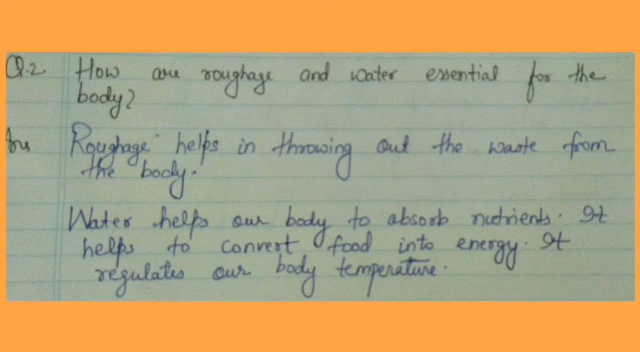 Q.2 How are roughage and water essential for the
body?
Ans Roughage helps in throwing out the waste from
the body.
Water helps our body to absorb nutrients. It
helps to convert food into energy. It
regulates our body temperature.